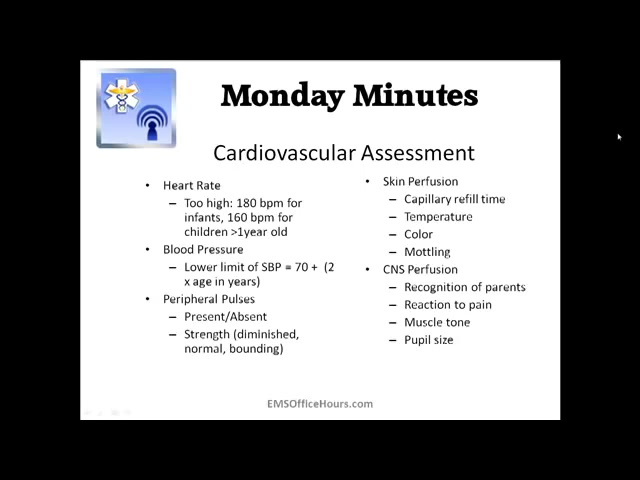 Monday Minutes
Cardiovascular Assessment
• Heart Rate
– Too high: 180 bpm for
infants, 160 bpm for
children >1year old
• Blood Pressure
– Lower limit of SBP = 70 + (2
x age in years)
• Peripheral Pulses
– Present/Absent
– Strength (diminished,
normal, bounding)
• Skin Perfusion
– Capillary refill time
– Temperature
– Color
– Mottling
• CNS Perfusion
– Recognition of parents
– Reaction to pain
– Muscle tone
– Pupil size
EMSOfficeHours.com